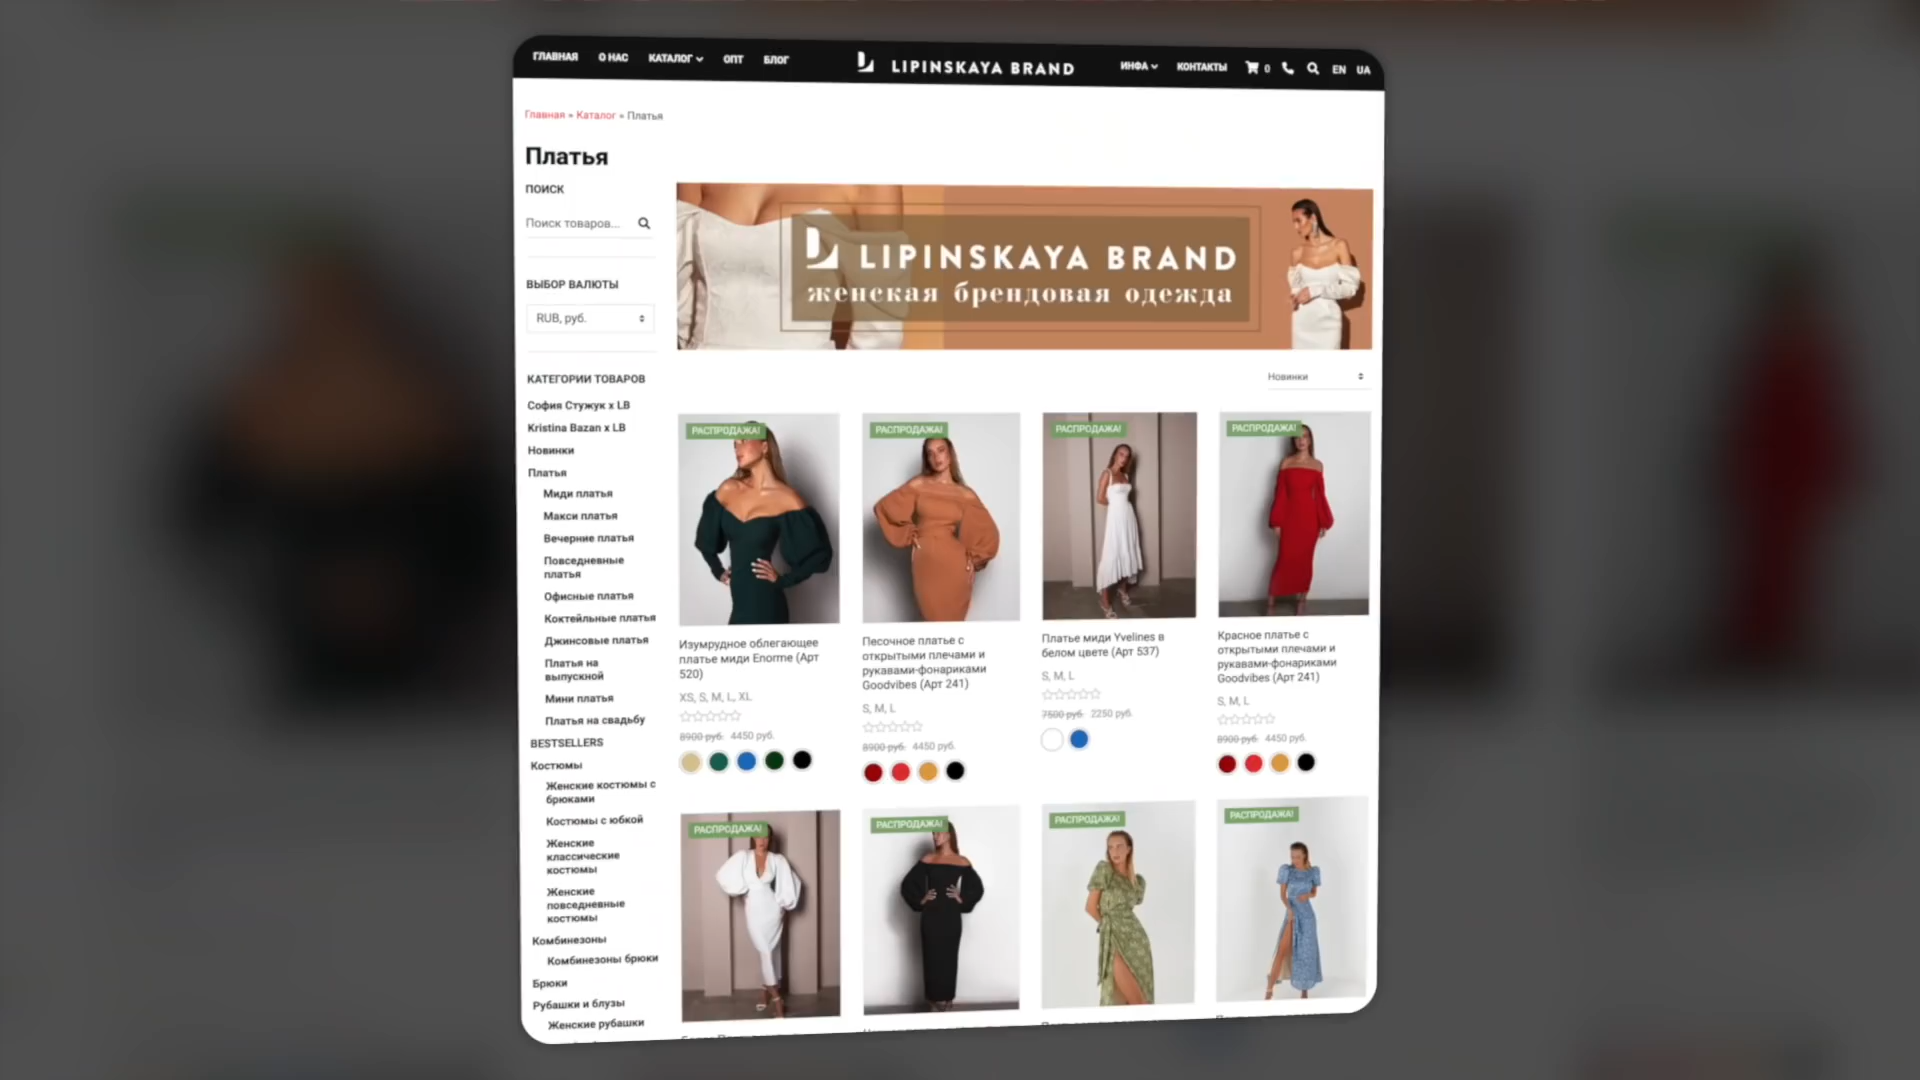 ГЛАВНАЯ О НАС КАТАЛОГ ОПТ БЛОГ LIPINSKAYA BRAND ИНФА КОНТАКТЫ 0 EN UA
Главная » Каталог » Платья
Платья
ПОИСК
Поиск товаров...
ВЫБОР ВАЛЮТЫ
RUB, руб.
КАТЕГОРИИ ТОВАРОВ
София Стужук x LB
Kristina Bazan x LB
Новинки
Платья
Миди платья
Макси платья
Вечерние платья
Повседневные
платья
Офисные платья
Коктейльные платья
Джинсовые платья
Платья на
выпускной
Мини платья
Платья на свадьбу
BESTSELLERS
Костюмы
Женские костюмы с
брюками
Костюмы с юбкой
Женские
классические
костюмы
Женские
повседневные
костюмы
Комбинезоны
Комбинезоны брюки
Брюки
Рубашки и блузы
Женские рубашки
LIPINSKAYA BRAND
женская брендовая одежда
Новинки
РАСПРОДАЖА!
Изумрудное облегающее
платье миди Enorme (Арт
520)
XS, S, M, L, XL
8900 руб. 4450 руб.
РАСПРОДАЖА!
Песочное платье с
открытыми плечами и
рукавами-фонариками
Goodvibes (Арт 241)
S, M, L
8900 руб. 4450 руб.
РАСПРОДАЖА!
Платье миди Yvelines в
белом цвете (Арт 537)
S, M, L
7500 руб. 2250 руб.
РАСПРОДАЖА!
Красное платье с
открытыми плечами и
рукавами-фонариками
Goodvibes (Арт 241)
S, M, L
8900 руб. 4450 руб.
РАСПРОДАЖА!
РАСПРОДАЖА!
РАСПРОДАЖА!
РАСПРОДАЖА!